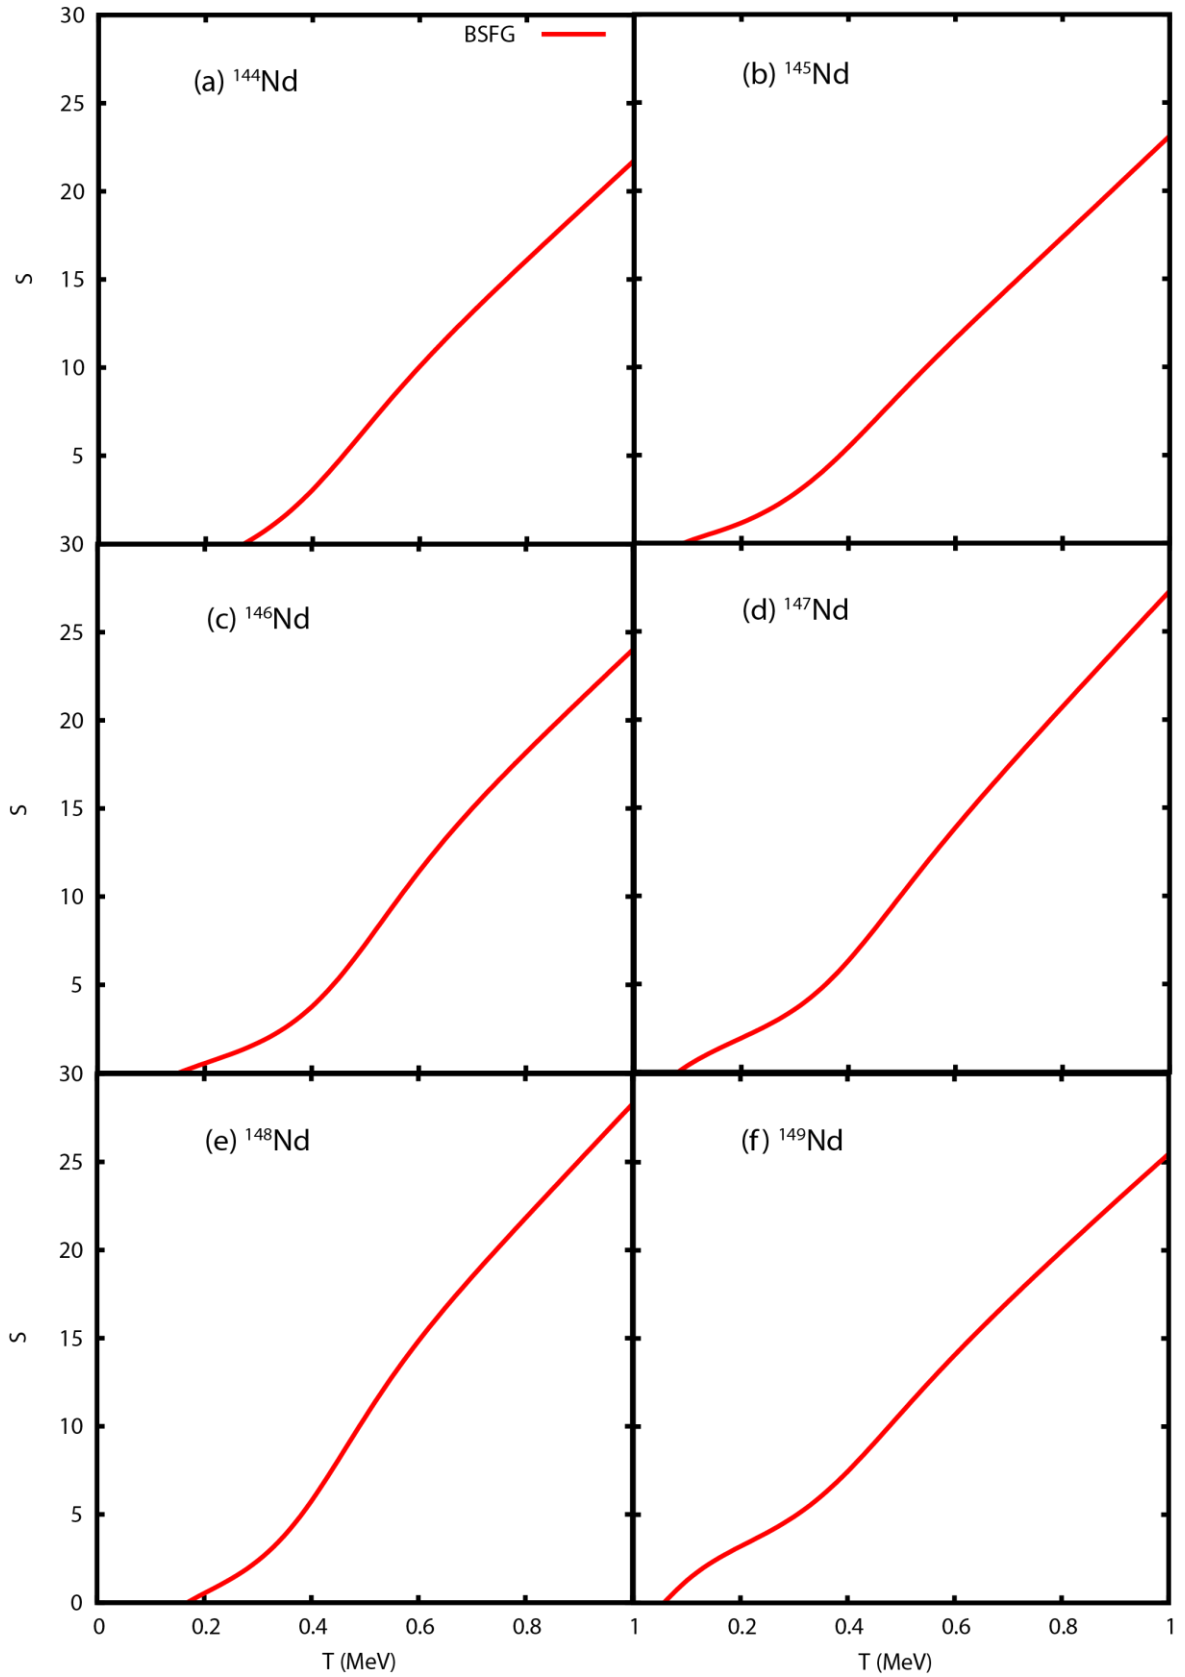 30
BSFG
(a) ¹⁴⁴Nd
(b) ¹⁴⁵Nd
25
20
S
15
10
5
30
(c) ¹⁴⁶Nd
(d) ¹⁴⁷Nd
25
20
S
15
10
5
30
(e) ¹⁴⁸Nd
(f) ¹⁴⁹Nd
25
20
S
15
10
5
0
0 0.2 0.4 0.6 0.8 1 0.2 0.4 0.6 0.8 1
T (MeV) T (MeV)